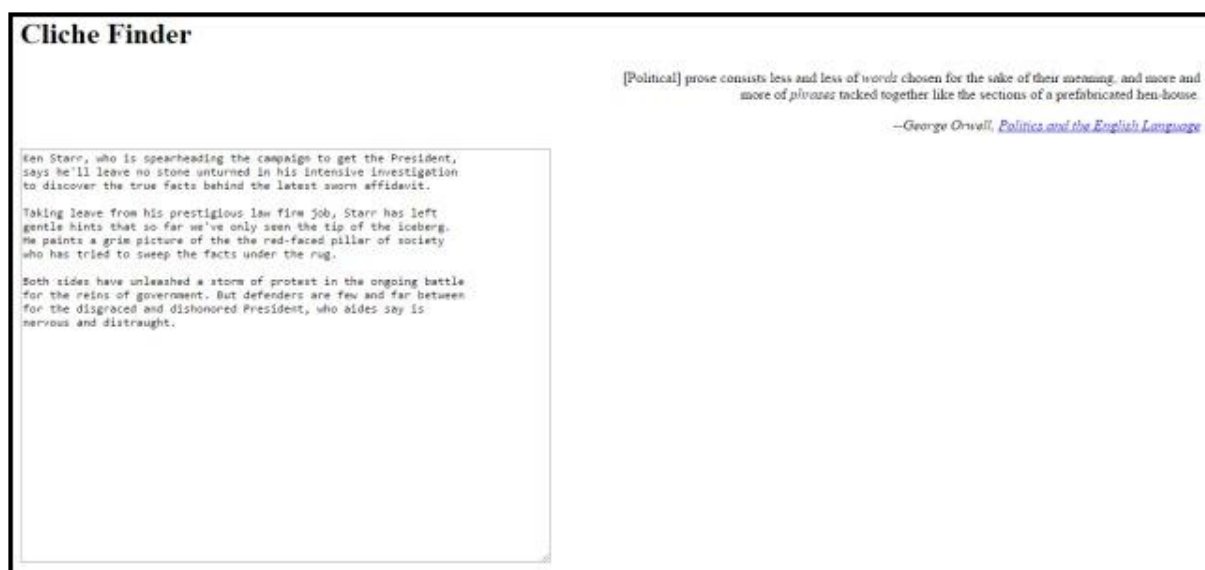 Cliche Finder
[Political] prose consists less and less of words chosen for the sake of their meaning, and more and
more of phrases tacked together like the sections of a prefabricated hen-house.
--George Orwell, Politics and the English Language
Ken Starr, who is spearheading the campaign to get the President,
says he'll leave no stone unturned in his intensive investigation
to discover the true facts behind the latest sworn affidavit.
Taking leave from his prestigious law firm job, Starr has left
gentle hints that so far we've only seen the tip of the iceberg.
He paints a grim picture of the the red-faced pillar of society
who has tried to sweep the facts under the rug.
Both sides have unleashed a storm of protest in the ongoing battle
for the reins of government. But defenders are few and far between
for the disgraced and dishonored President, who aides say is
nervous and distraught.